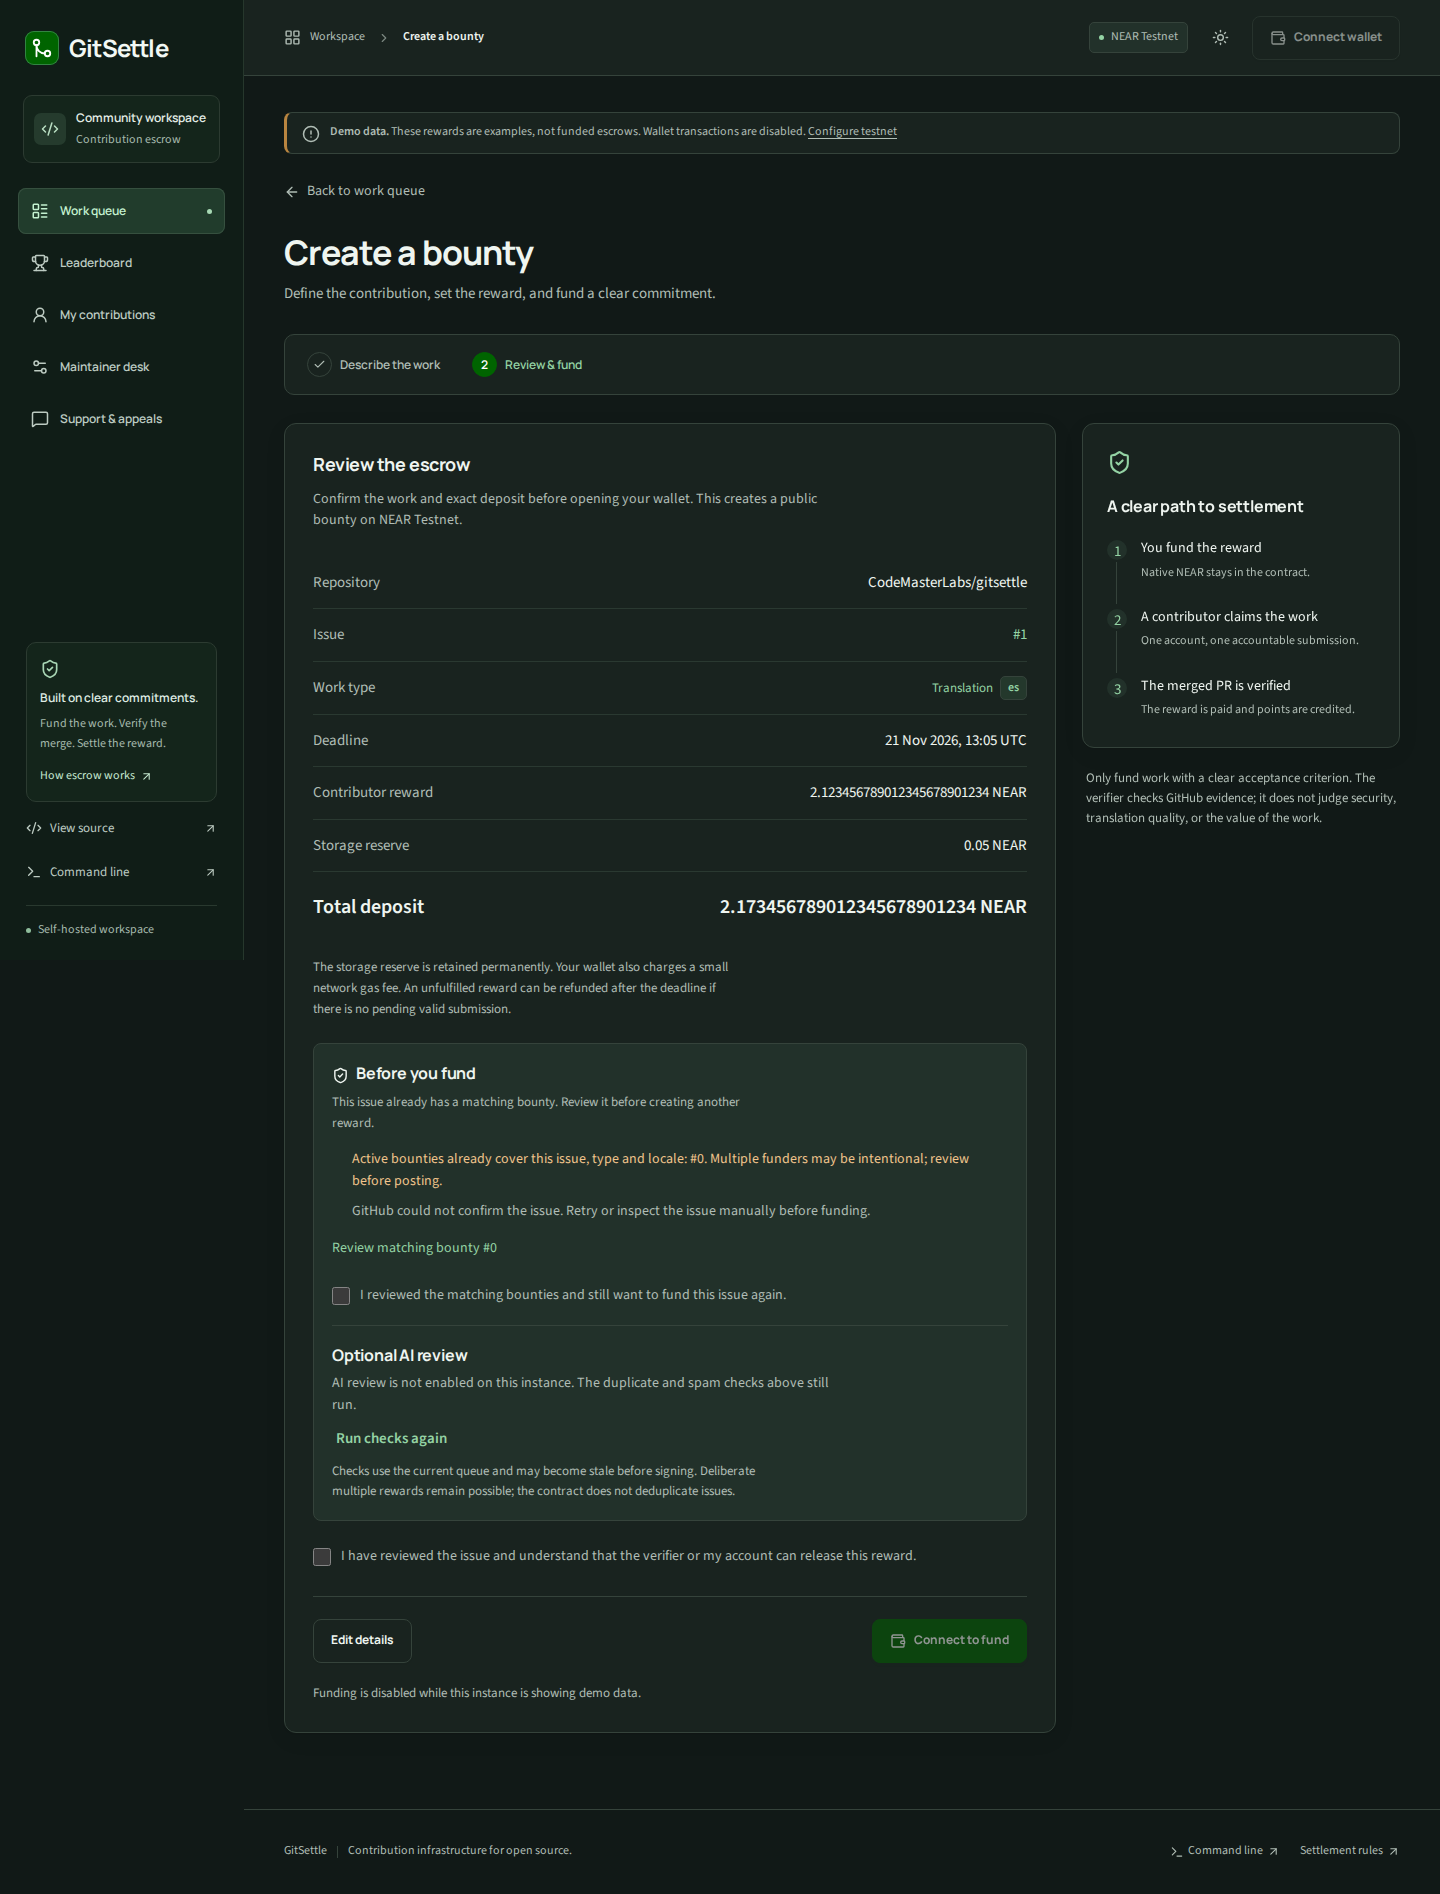 GitSettle
Community workspace
Contribution escrow
Work queue
Leaderboard
My contributions
Maintainer desk
Support & appeals
Built on clear commitments.
Fund the work. Verify the
merge. Settle the reward.
How escrow works
View source
Command line
Self-hosted workspace
Workspace
Create a bounty
NEAR Testnet
Connect wallet
Demo data. These rewards are examples, not funded escrows. Wallet transactions are disabled. Configure testnet
Back to work queue
Create a bounty
Define the contribution, set the reward, and fund a clear commitment.
Describe the work
2 Review & fund
Review the escrow
Confirm the work and exact deposit before opening your wallet. This creates a public
bounty on NEAR Testnet.
Repository CodeMasterLabs/gitsettle
Issue #1
Work type Translation es
Deadline 21 Nov 2026, 13:05 UTC
Contributor reward 2.123456789012345678901234 NEAR
Storage reserve 0.05 NEAR
Total deposit 2.173456789012345678901234 NEAR
The storage reserve is retained permanently. Your wallet also charges a small
network gas fee. An unfulfilled reward can be refunded after the deadline if
there is no pending valid submission.
Before you fund
This issue already has a matching bounty. Review it before creating another
reward.
Active bounties already cover this issue, type and locale: #0. Multiple funders may be intentional; review
before posting.
GitHub could not confirm the issue. Retry or inspect the issue manually before funding.
Review matching bounty #0
I reviewed the matching bounties and still want to fund this issue again.
Optional AI review
AI review is not enabled on this instance. The duplicate and spam checks above still
run.
Run checks again
Checks use the current queue and may become stale before signing. Deliberate
multiple rewards remain possible; the contract does not deduplicate issues.
I have reviewed the issue and understand that the verifier or my account can release this reward.
Edit details
Connect to fund
Funding is disabled while this instance is showing demo data.
A clear path to settlement
1 You fund the reward
Native NEAR stays in the contract.
2 A contributor claims the work
One account, one accountable submission.
3 The merged PR is verified
The reward is paid and points are credited.
Only fund work with a clear acceptance criterion. The
verifier checks GitHub evidence; it does not judge security,
translation quality, or the value of the work.
GitSettle
Contribution infrastructure for open source.
Command line
Settlement rules